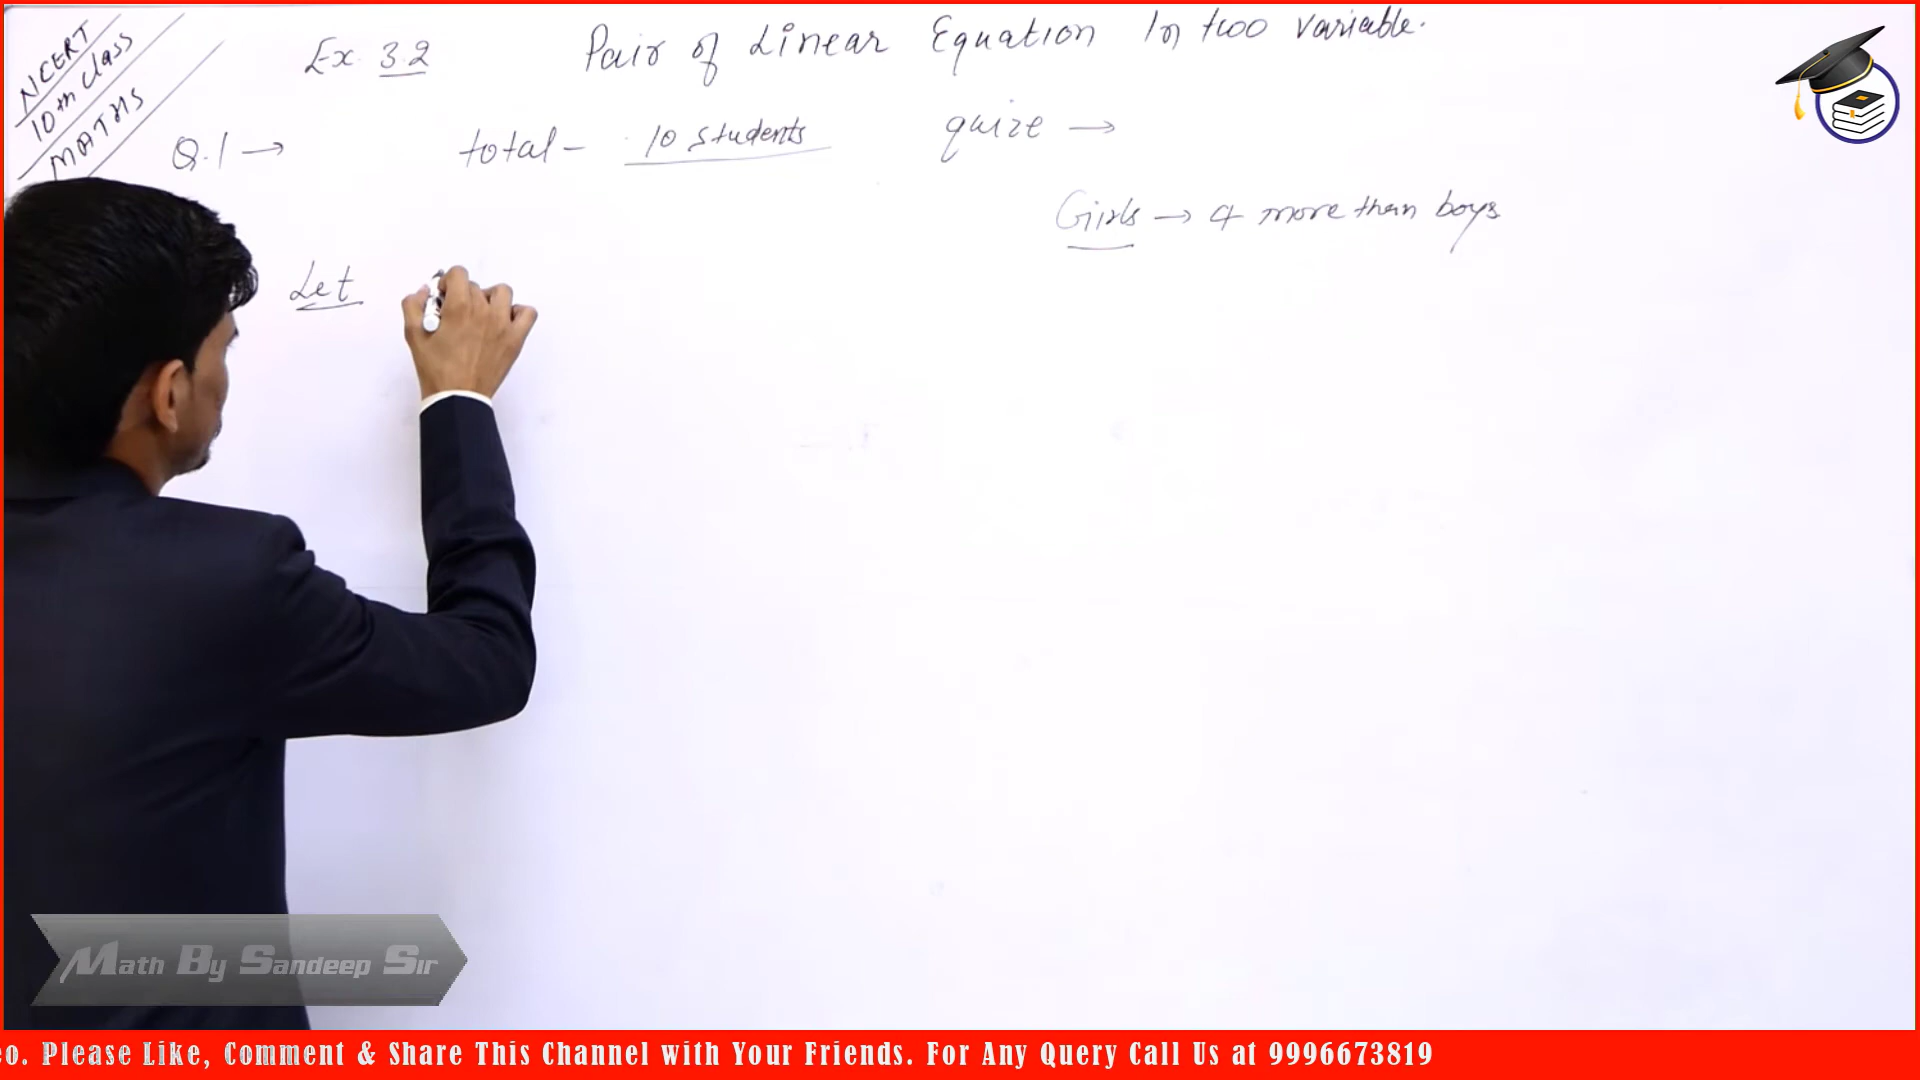 NCERT
10th Class
MATHS
Ex. 3.2 Pair of Linear Equation In two variable.
Q.1 → total - 10 students quize →
Girls → 4 more than boys
Let
Math By Sandeep Sir
eo. Please Like, Comment & Share This Channel with Your Friends. For Any Query Call Us at 9996673819